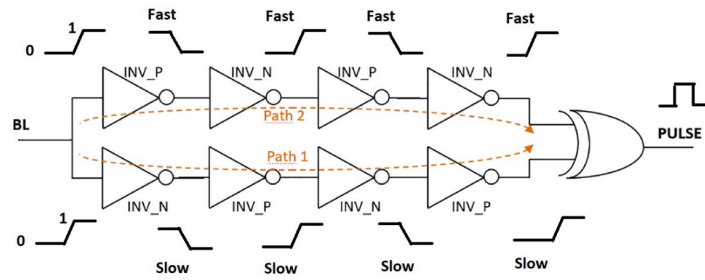 Fast Fast Fast Fast
0 1
INV_P INV_N INV_P INV_N
Path 2
BL PULSE
Path 1
INV_N INV_P INV_N INV_P
0 1
Slow Slow Slow Slow